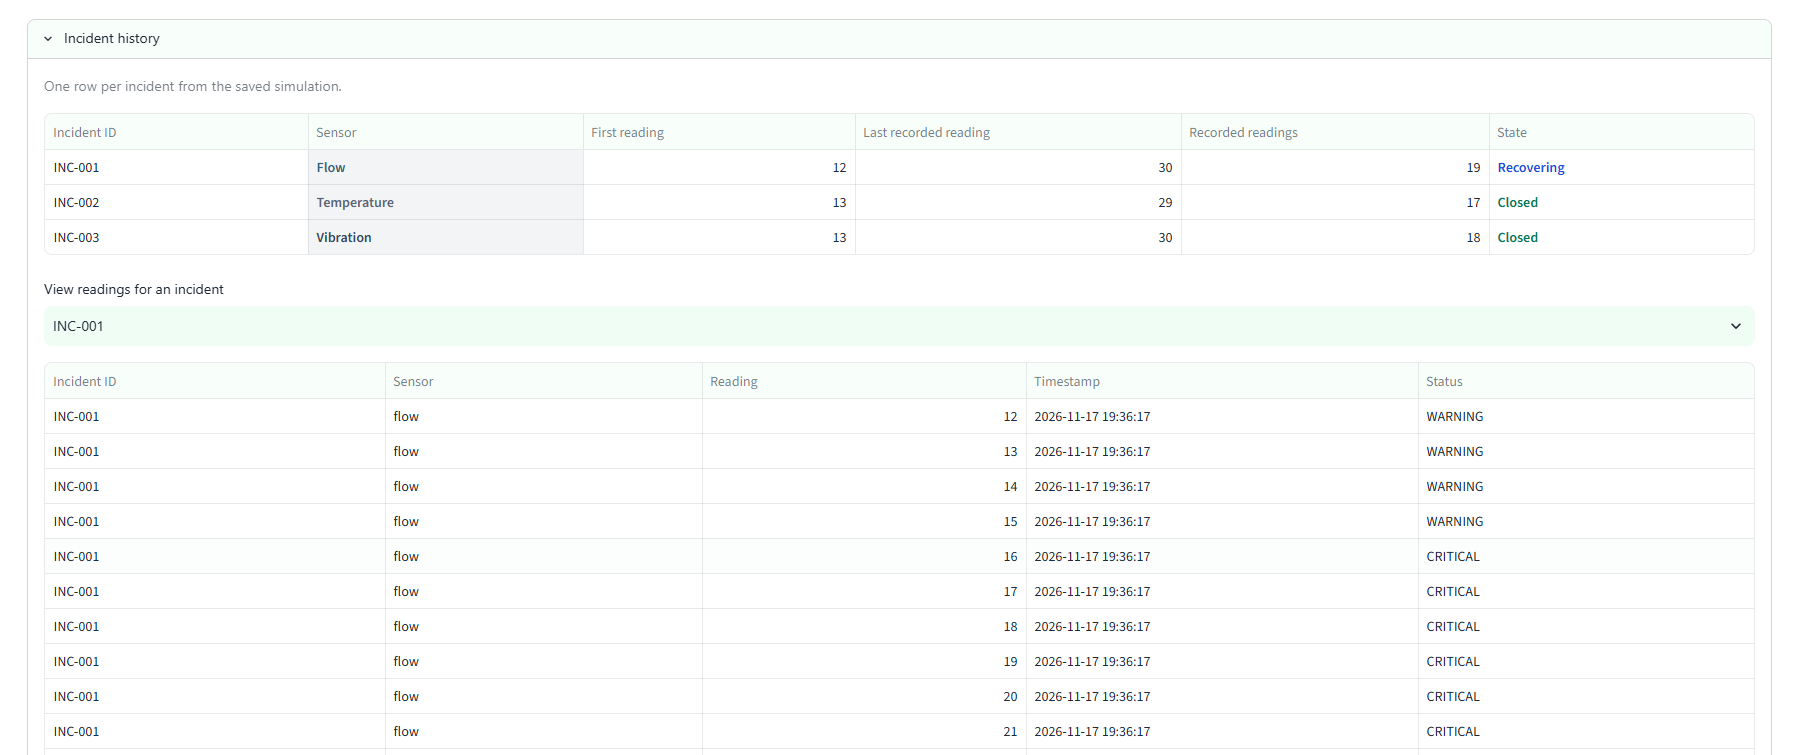 Incident history
One row per incident from the saved simulation.
Incident ID Sensor First reading Last recorded reading Recorded readings State
INC-001 Flow 12 30 19 Recovering
INC-002 Temperature 13 29 17 Closed
INC-003 Vibration 13 30 18 Closed
View readings for an incident
INC-001
Incident ID Sensor Reading Timestamp Status
INC-001 flow 12 2026-11-17 19:36:17 WARNING
INC-001 flow 13 2026-11-17 19:36:17 WARNING
INC-001 flow 14 2026-11-17 19:36:17 WARNING
INC-001 flow 15 2026-11-17 19:36:17 WARNING
INC-001 flow 16 2026-11-17 19:36:17 CRITICAL
INC-001 flow 17 2026-11-17 19:36:17 CRITICAL
INC-001 flow 18 2026-11-17 19:36:17 CRITICAL
INC-001 flow 19 2026-11-17 19:36:17 CRITICAL
INC-001 flow 20 2026-11-17 19:36:17 CRITICAL
INC-001 flow 21 2026-11-17 19:36:17 CRITICAL